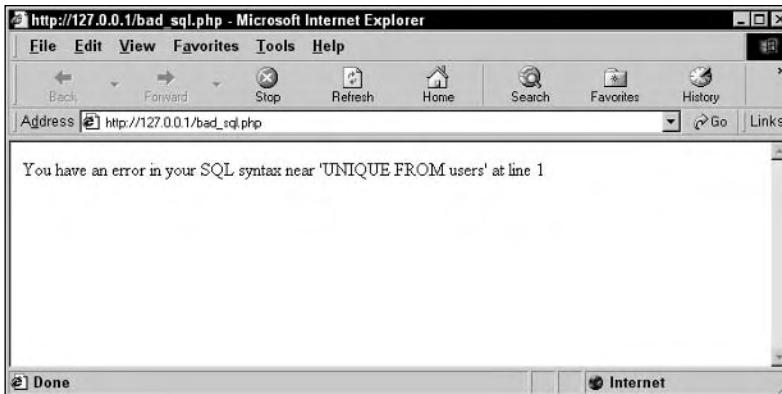 http://127.0.0.1/bad_sql.php - Microsoft Internet Explorer
File Edit View Favorites Tools Help
Back Forward Stop Refresh Home Search Favorites History »
Address http://127.0.0.1/bad_sql.php Go Links
You have an error in your SQL syntax near 'UNIQUE FROM users' at line 1
Done Internet